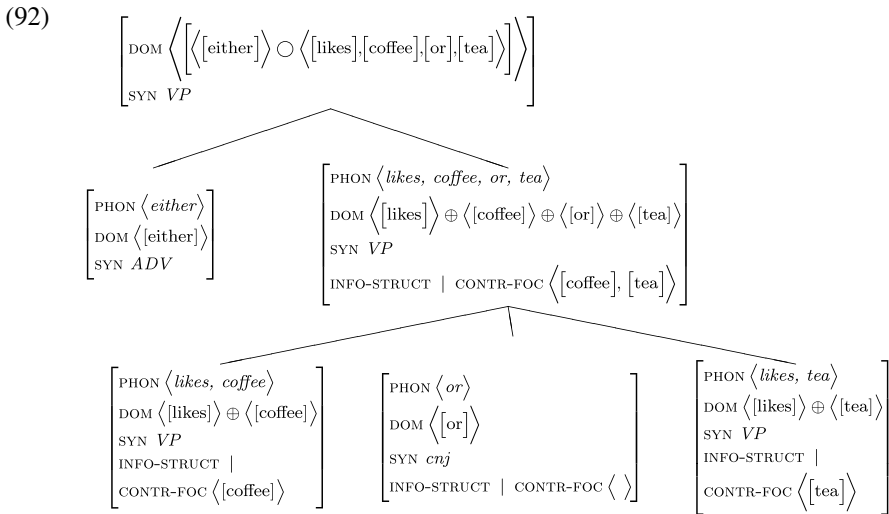 (92)
DOM ⟨[⟨[either]⟩ ○ ⟨[likes],[coffee],[or],[tea]⟩]⟩
SYN VP
PHON ⟨either⟩
DOM ⟨[either]⟩
SYN ADV
PHON ⟨likes, coffee, or, tea⟩
DOM ⟨[likes]⟩ ⊕ ⟨[coffee]⟩ ⊕ ⟨[or]⟩ ⊕ ⟨[tea]⟩
SYN VP
INFO-STRUCT | CONTR-FOC ⟨[coffee], [tea]⟩
PHON ⟨likes, coffee⟩
DOM ⟨[likes]⟩ ⊕ ⟨[coffee]⟩
SYN VP
INFO-STRUCT |
CONTR-FOC ⟨[coffee]⟩
PHON ⟨or⟩
DOM ⟨[or]⟩
SYN cnj
INFO-STRUCT | CONTR-FOC ⟨ ⟩
PHON ⟨likes, tea⟩
DOM ⟨[likes]⟩ ⊕ ⟨[tea]⟩
SYN VP
INFO-STRUCT |
CONTR-FOC ⟨[tea]⟩